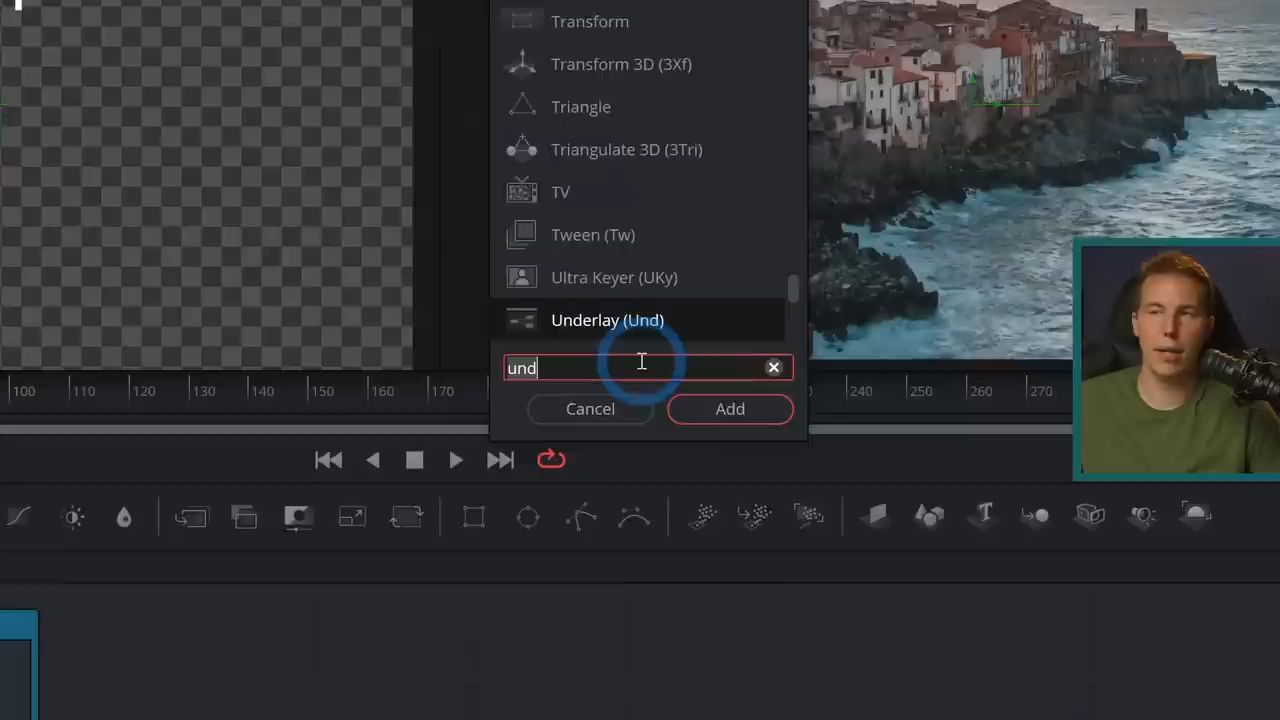 Transform
Transform 3D (3Xf)
Triangle
Triangulate 3D (3Tri)
TV
Tween (Tw)
Ultra Keyer (UKy)
Underlay (Und)
und
Cancel
Add
100
110
120
130
140
150
160
170
240
250
260
270